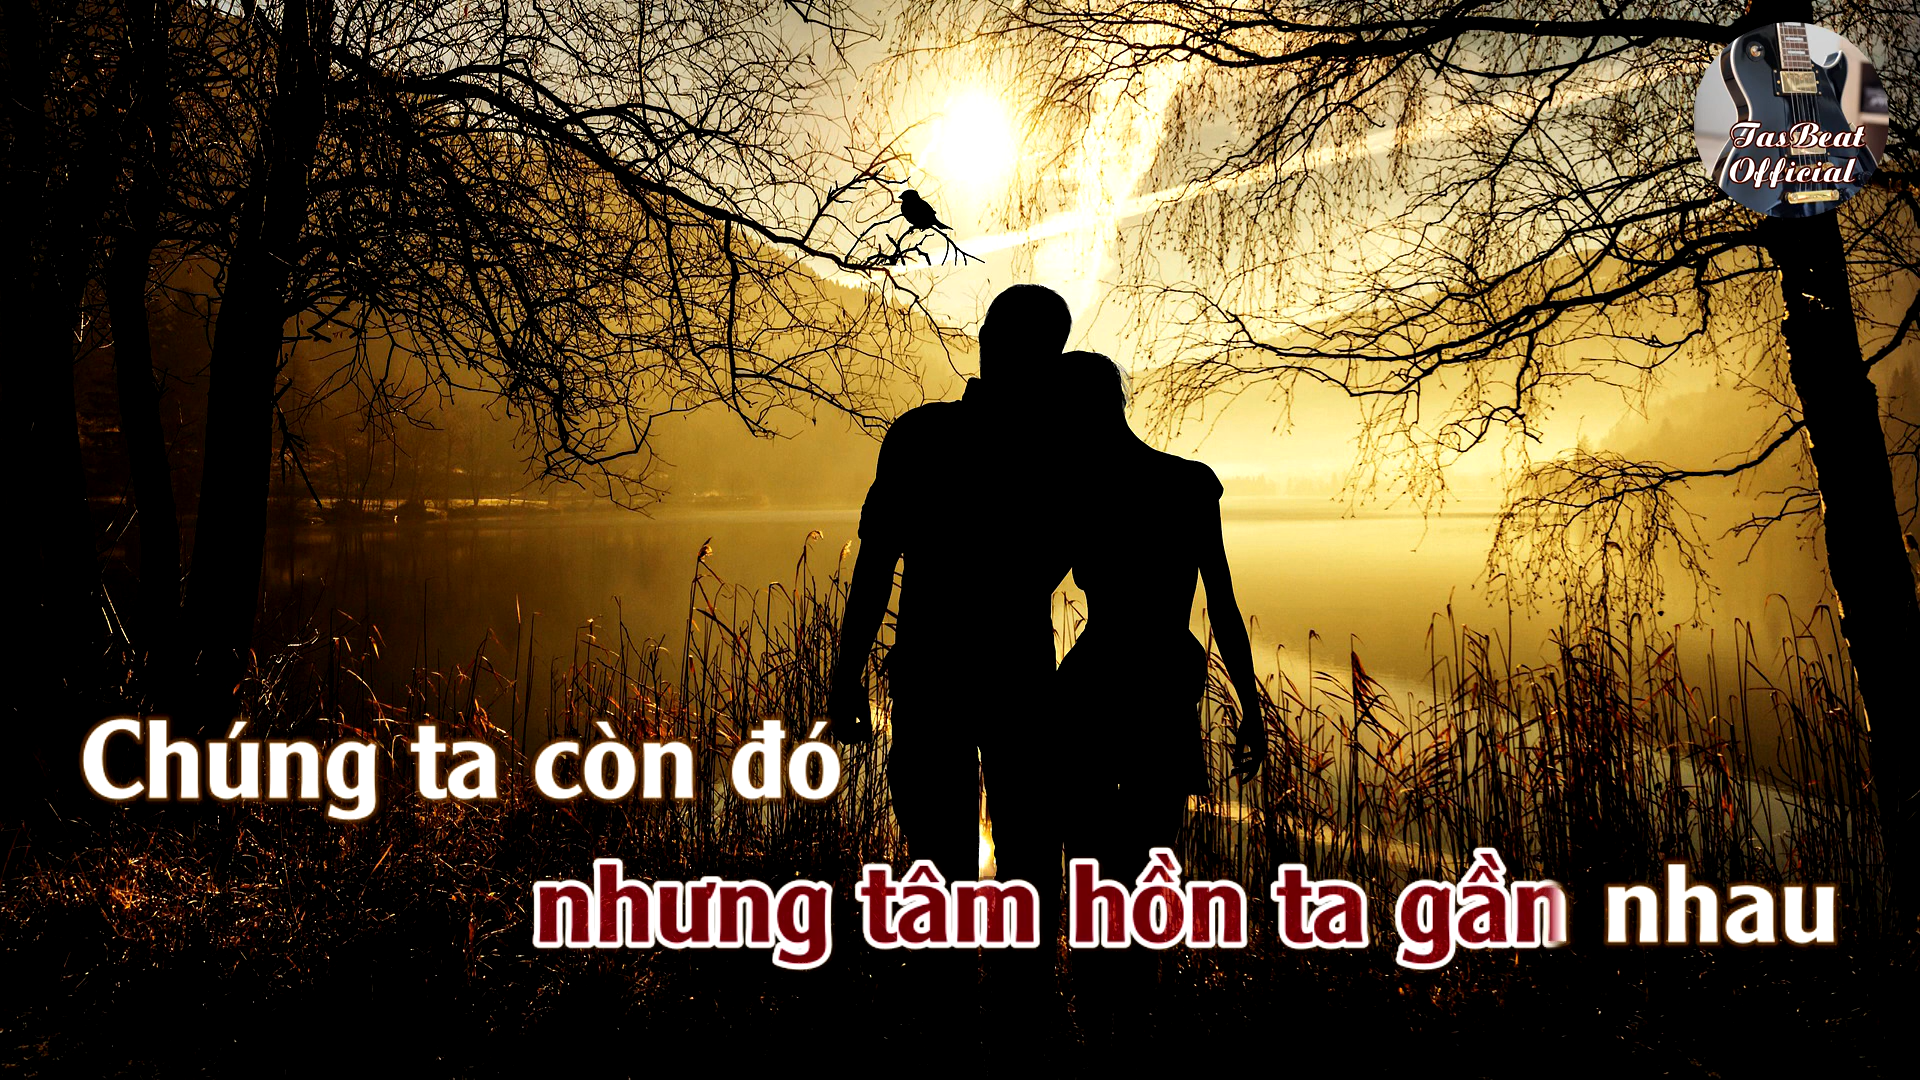 TasBeat
Official
Chúng ta còn đó
nhưng tâm hồn ta gần nhau